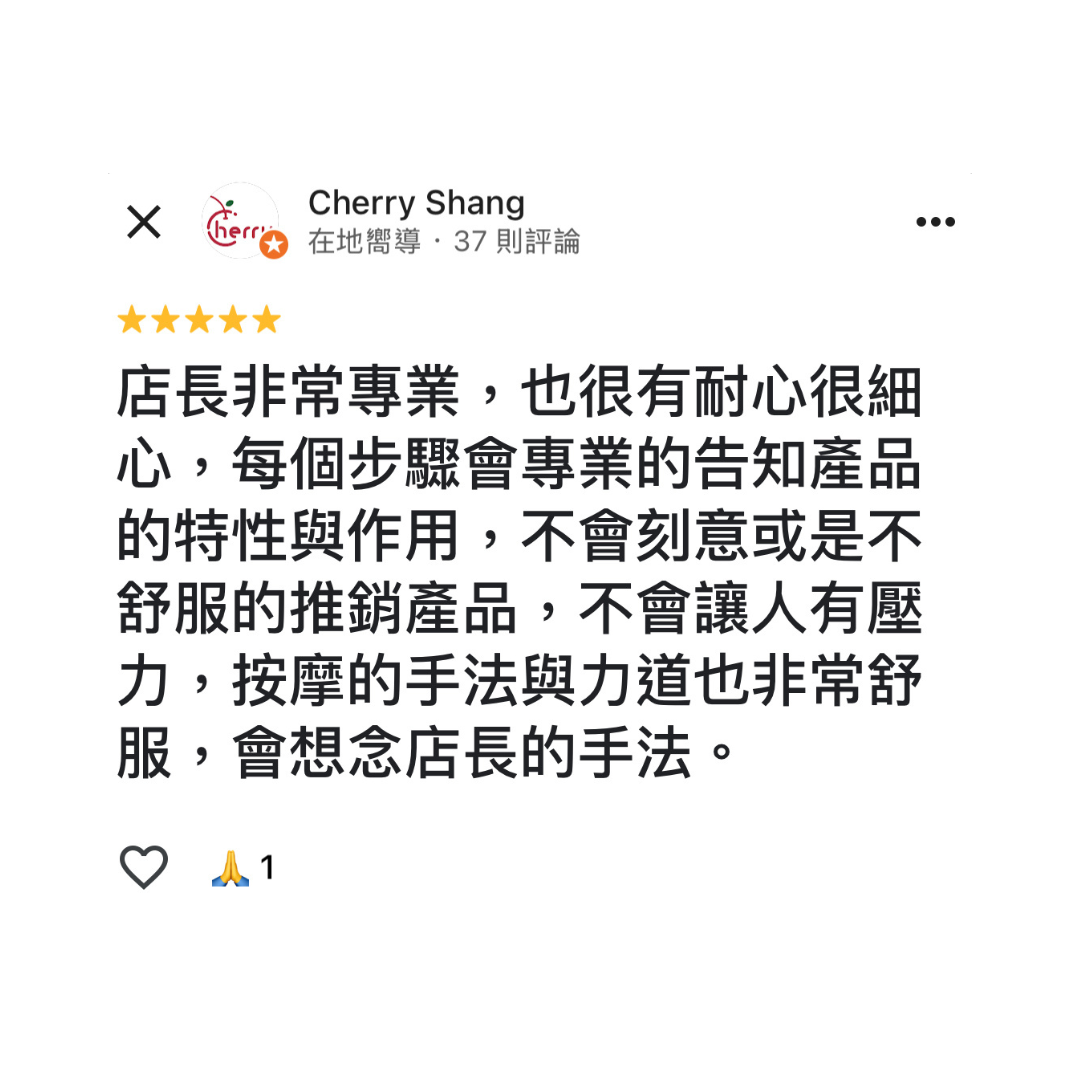 Cherry
Cherry Shang
在地嚮導・37 則評論
店長非常專業，也很有耐心很細
心，每個步驟會專業的告知產品
的特性與作用，不會刻意或是不
舒服的推銷產品，不會讓人有壓
力，按摩的手法與力道也非常舒
服，會想念店長的手法。
🙏 1